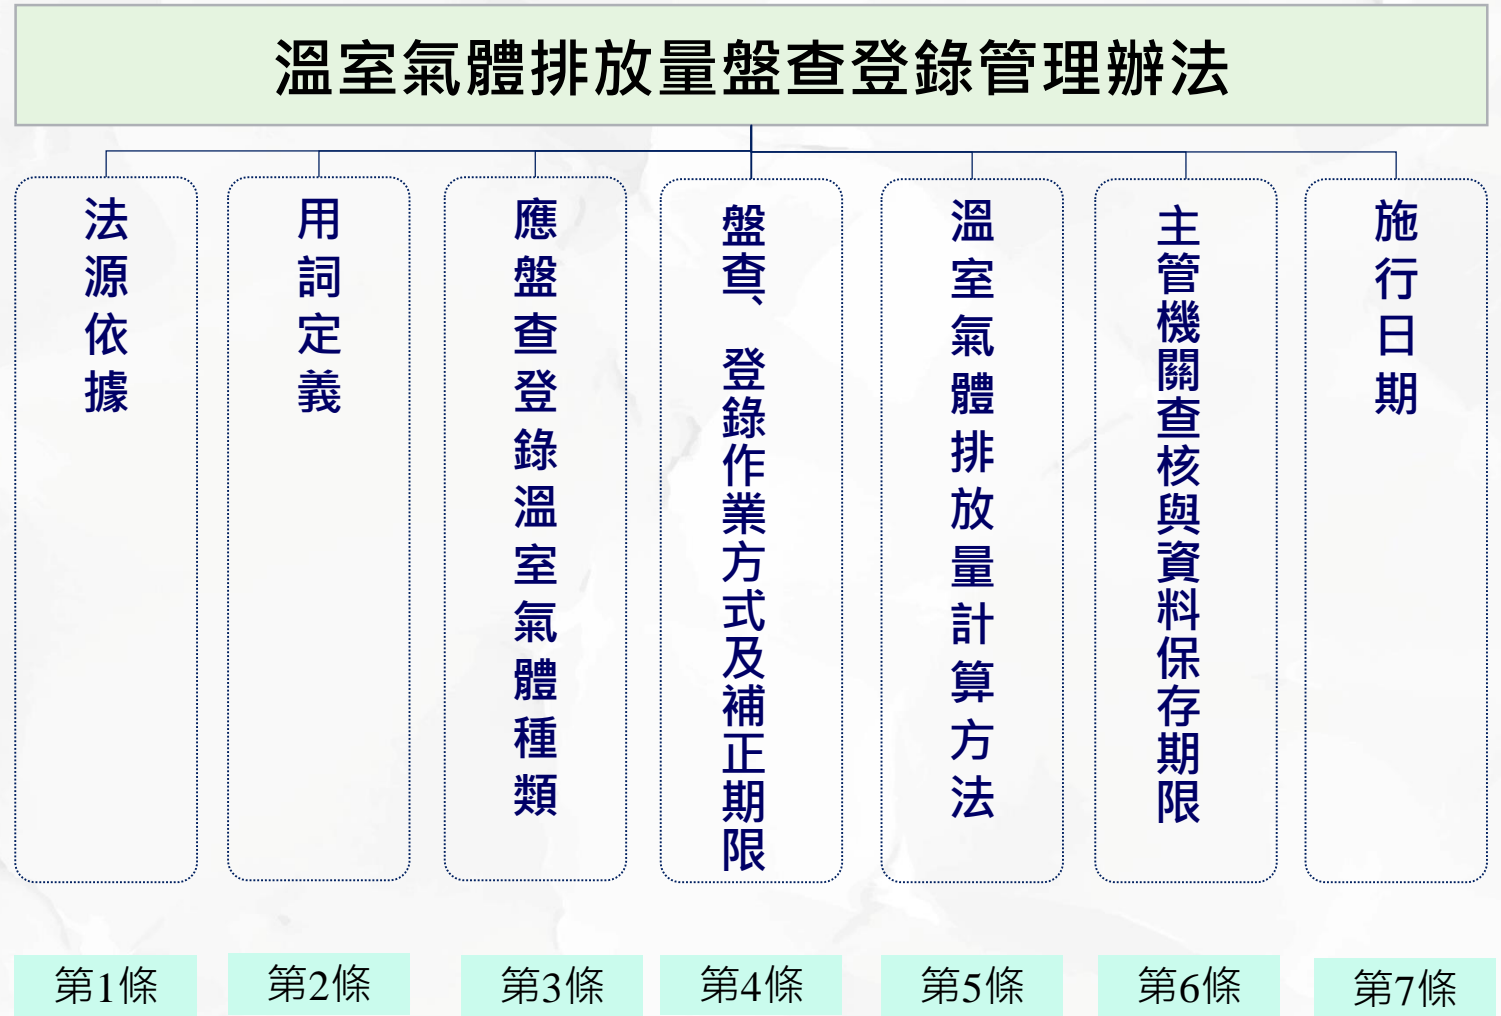 溫室氣體排放量盤查登錄管理辦法
法源依據
用詞定義
應盤查登錄溫室氣體種類
盤查、登錄作業方式及補正期限
溫室氣體排放量計算方法
主管機關查核與資料保存期限
施行日期
第1條
第2條
第3條
第4條
第5條
第6條
第7條